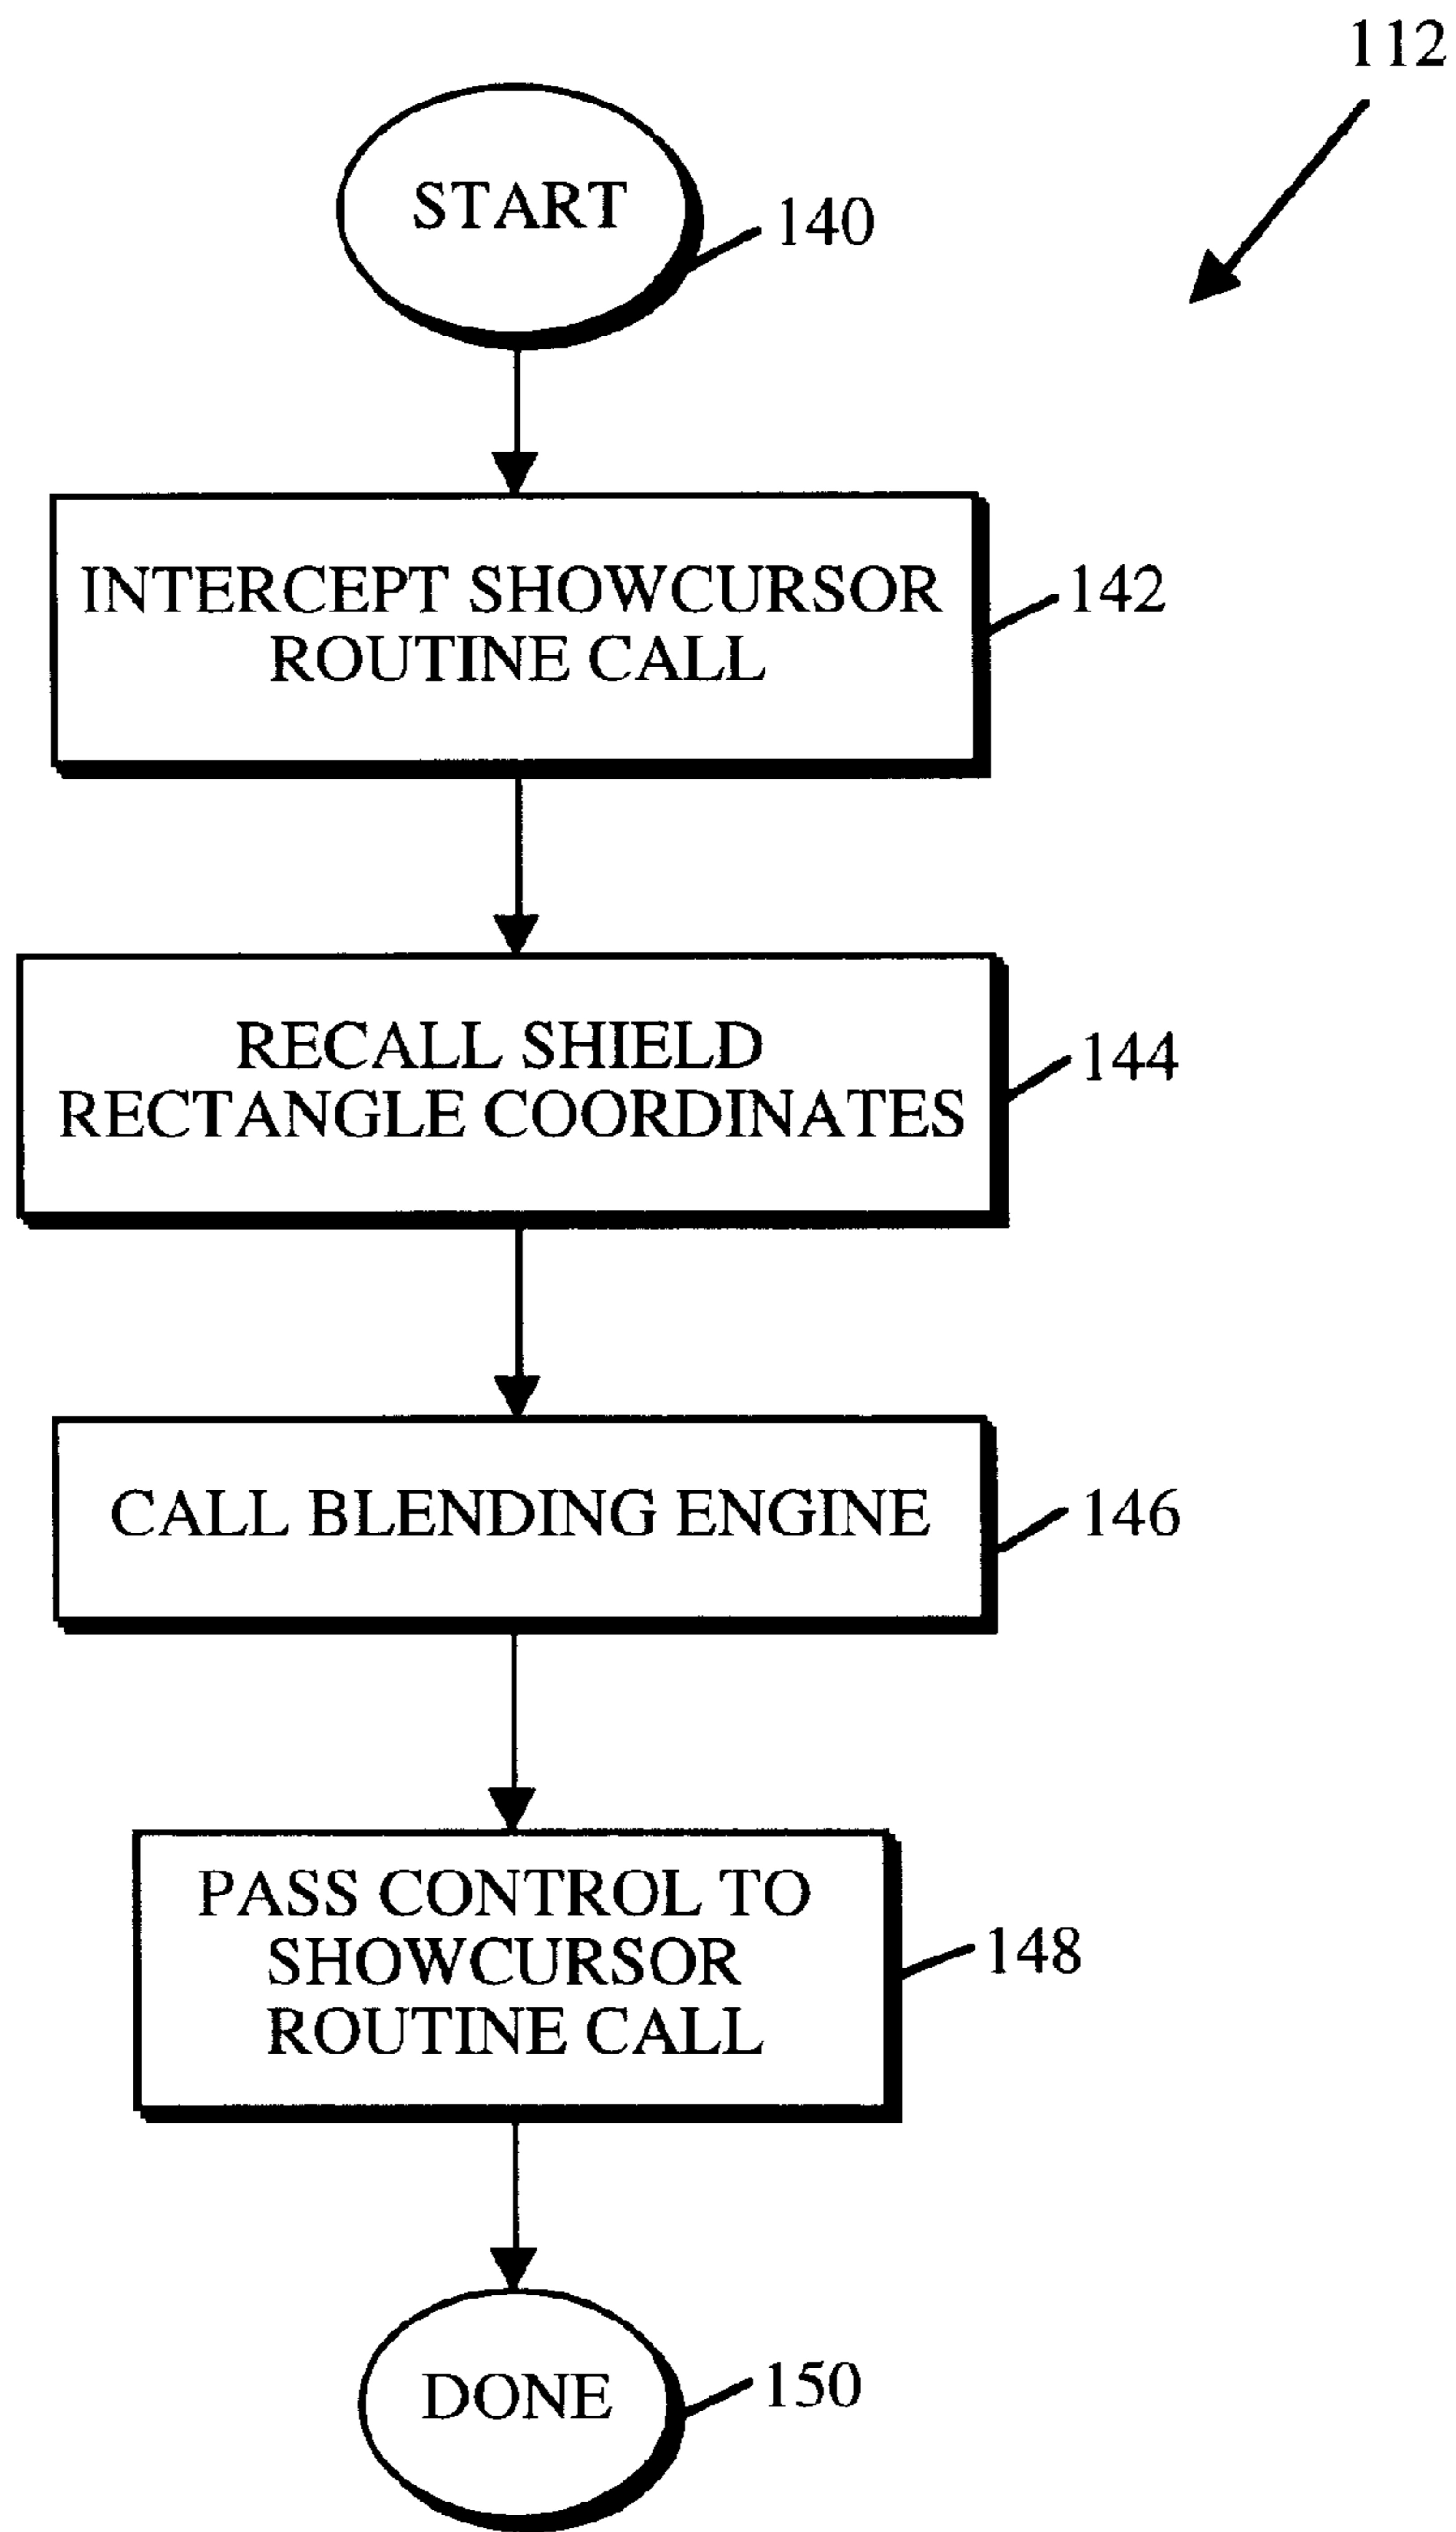 112
START
140
INTERCEPT SHOWCURSOR
ROUTINE CALL
142
RECALL SHIELD
RECTANGLE COORDINATES
144
CALL BLENDING ENGINE
146
PASS CONTROL TO
SHOWCURSOR
ROUTINE CALL
148
DONE
150